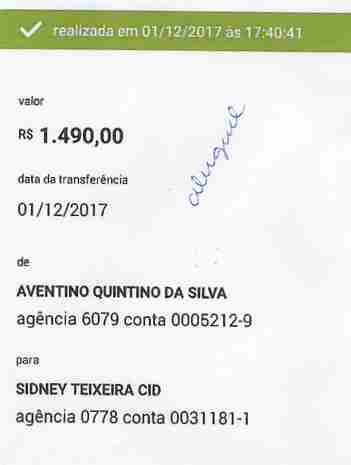 realizada em 01/12/2017 às 17:40:41
valor
R$ 1.490,00
aluguel
data da transferência
01/12/2017
de
AVENTINO QUINTINO DA SILVA
agência 6079 conta 0005212-9
para
SIDNEY TEIXEIRA CID
agência 0778 conta 0031181-1